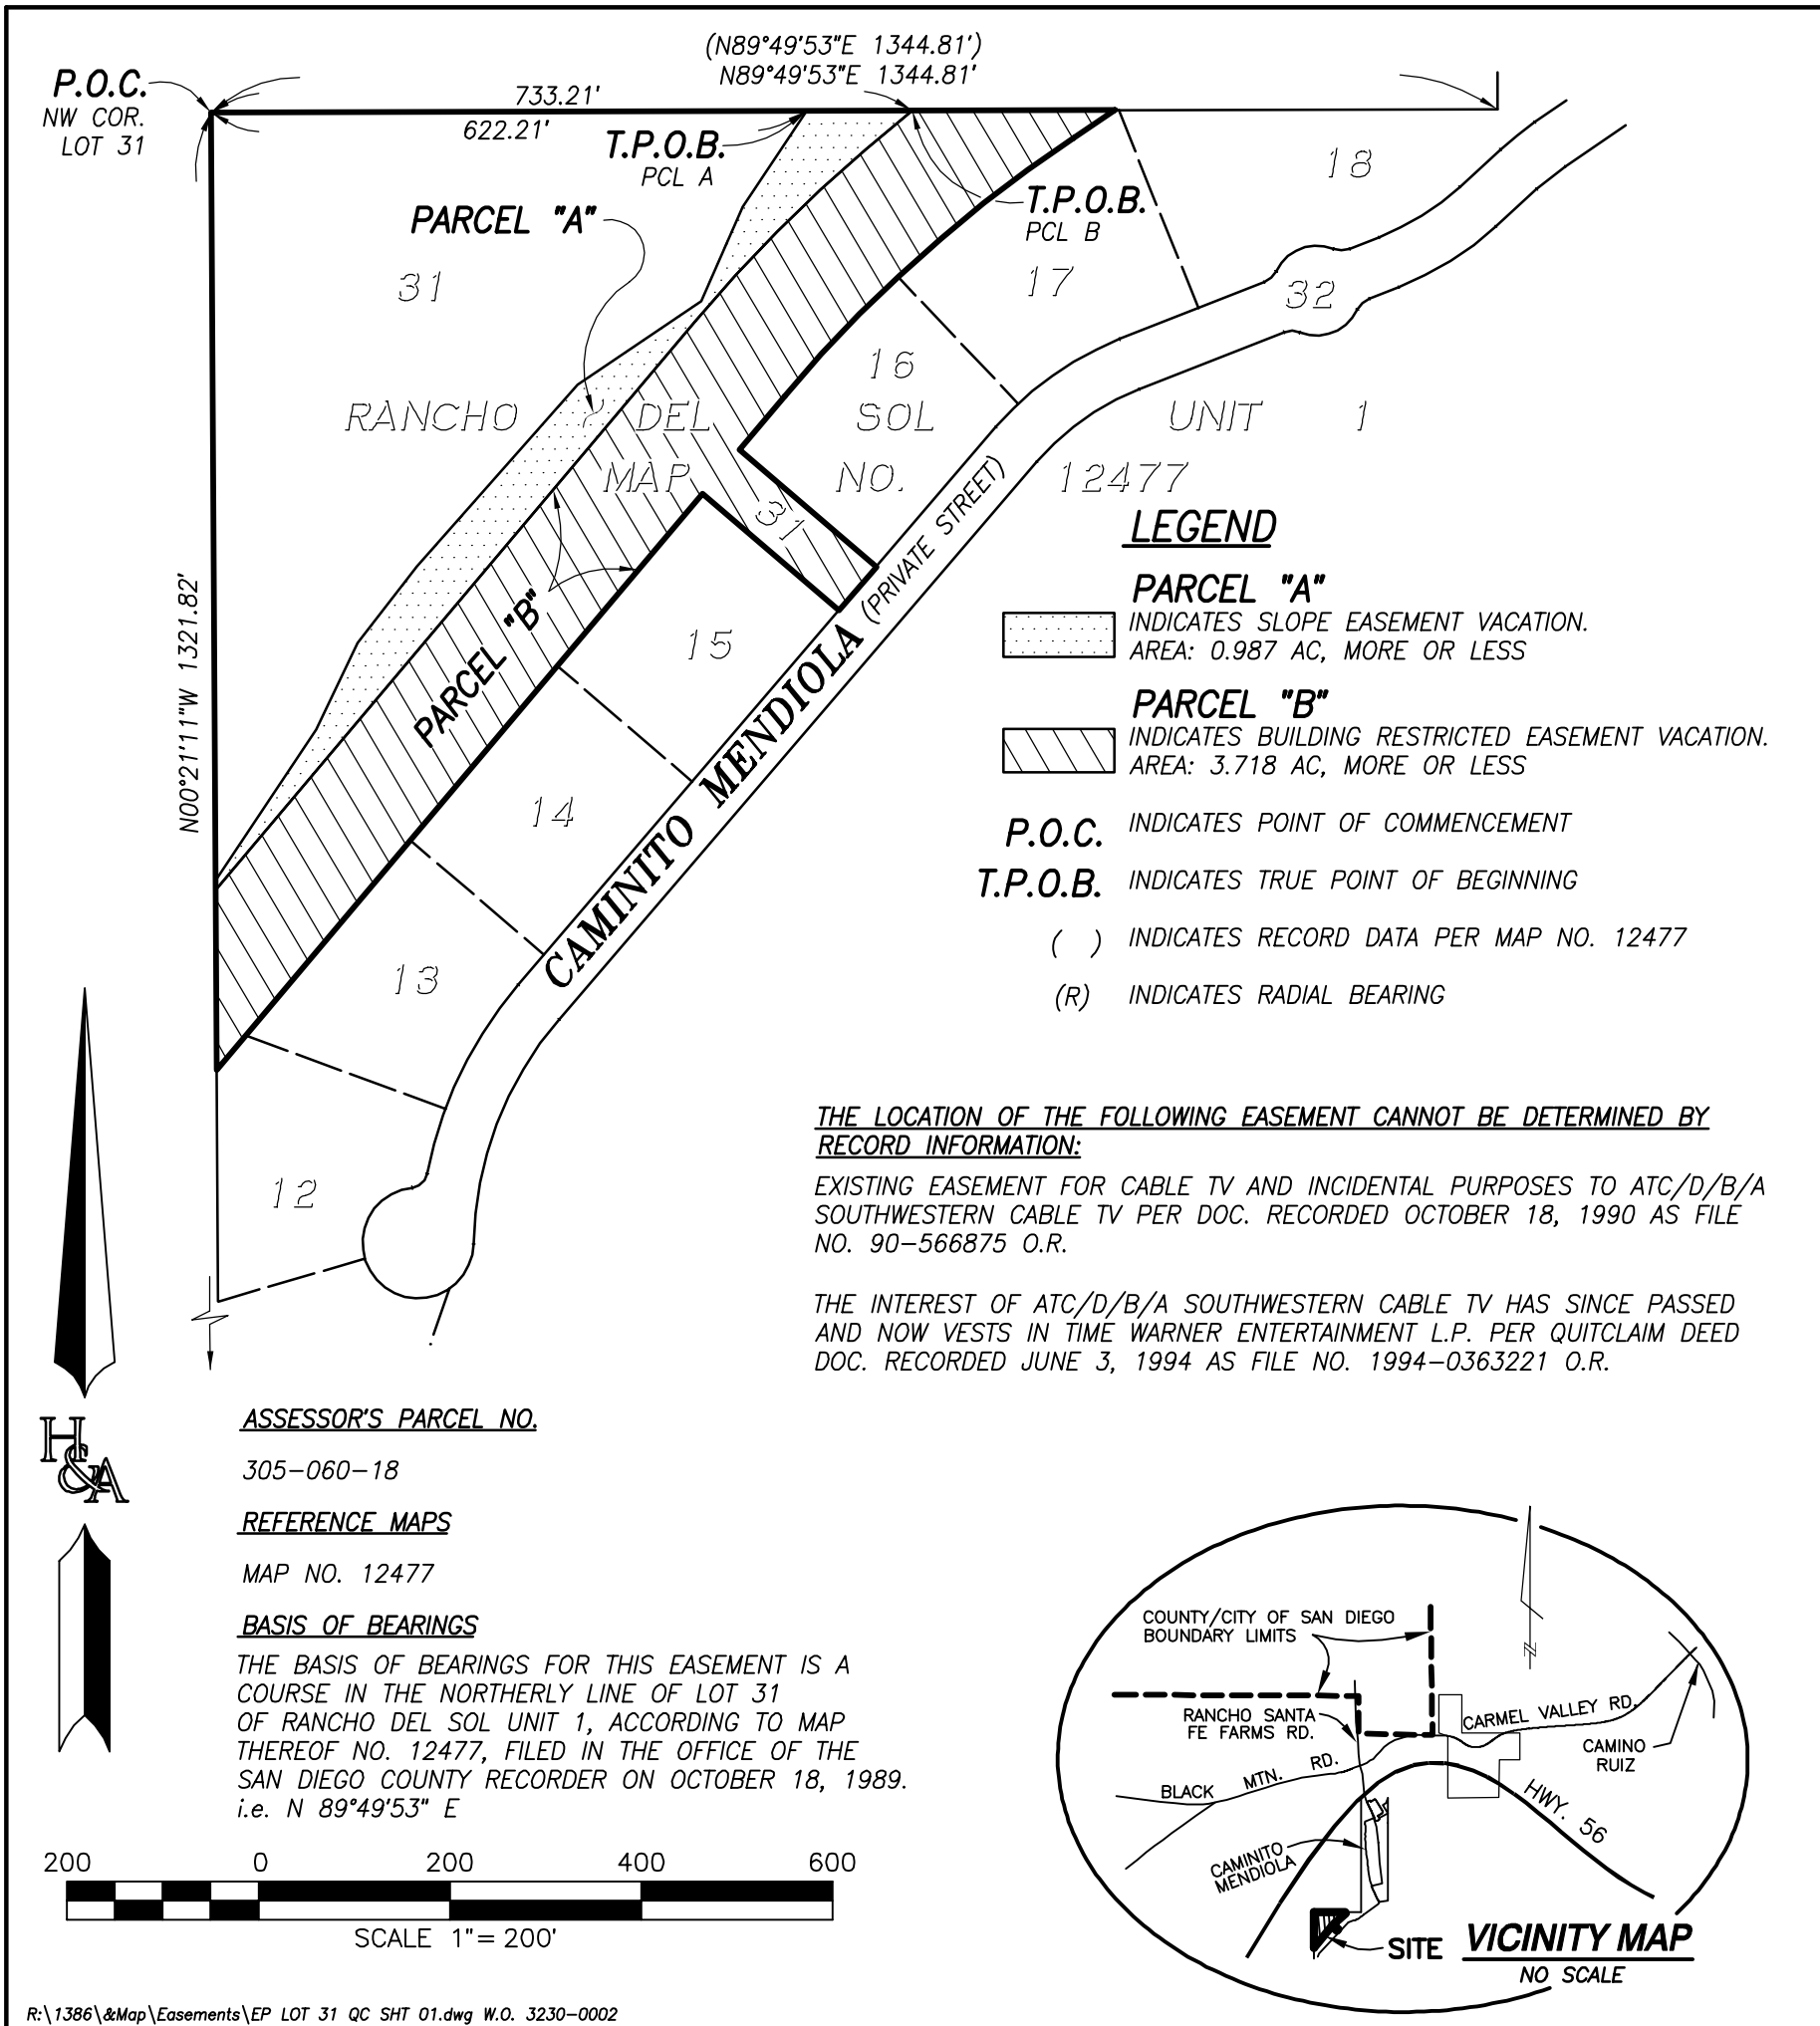 (N89°49'53"E 1344.81')
N89°49'53"E 1344.81'
P.O.C.
NW COR.
LOT 31
733.21'
622.21'
T.P.O.B.
PCL A
T.P.O.B.
PCL B
PARCEL "A"
18
17
32
31
16
RANCHO DEL SOL UNIT 1
MAP NO. 12477
31
N00°21'11"W 1321.82'
PARCEL "B"
15
14
13
12
CAMINITO MENDIOLA (PRIVATE STREET)
LEGEND
PARCEL "A"
INDICATES SLOPE EASEMENT VACATION.
AREA: 0.987 AC, MORE OR LESS
PARCEL "B"
INDICATES BUILDING RESTRICTED EASEMENT VACATION.
AREA: 3.718 AC, MORE OR LESS
P.O.C. INDICATES POINT OF COMMENCEMENT
T.P.O.B. INDICATES TRUE POINT OF BEGINNING
( ) INDICATES RECORD DATA PER MAP NO. 12477
(R) INDICATES RADIAL BEARING
THE LOCATION OF THE FOLLOWING EASEMENT CANNOT BE DETERMINED BY
RECORD INFORMATION:
EXISTING EASEMENT FOR CABLE TV AND INCIDENTAL PURPOSES TO ATC/D/B/A
SOUTHWESTERN CABLE TV PER DOC. RECORDED OCTOBER 18, 1990 AS FILE
NO. 90-566875 O.R.
THE INTEREST OF ATC/D/B/A SOUTHWESTERN CABLE TV HAS SINCE PASSED
AND NOW VESTS IN TIME WARNER ENTERTAINMENT L.P. PER QUITCLAIM DEED
DOC. RECORDED JUNE 3, 1994 AS FILE NO. 1994-0363221 O.R.
H&A
ASSESSOR'S PARCEL NO.
305-060-18
REFERENCE MAPS
MAP NO. 12477
BASIS OF BEARINGS
THE BASIS OF BEARINGS FOR THIS EASEMENT IS A
COURSE IN THE NORTHERLY LINE OF LOT 31
OF RANCHO DEL SOL UNIT 1, ACCORDING TO MAP
THEREOF NO. 12477, FILED IN THE OFFICE OF THE
SAN DIEGO COUNTY RECORDER ON OCTOBER 18, 1989.
i.e. N 89°49'53" E
200 0 200 400 600
SCALE 1"= 200'
COUNTY/CITY OF SAN DIEGO
BOUNDARY LIMITS
N
RANCHO SANTA
FE FARMS RD.
CARMEL VALLEY RD.
CAMINO
RUIZ
BLACK MTN. RD.
HWY. 56
CAMINITO
MENDIOLA
SITE
VICINITY MAP
NO SCALE
R:\1386\&Map\Easements\EP LOT 31 QC SHT 01.dwg W.O. 3230-0002